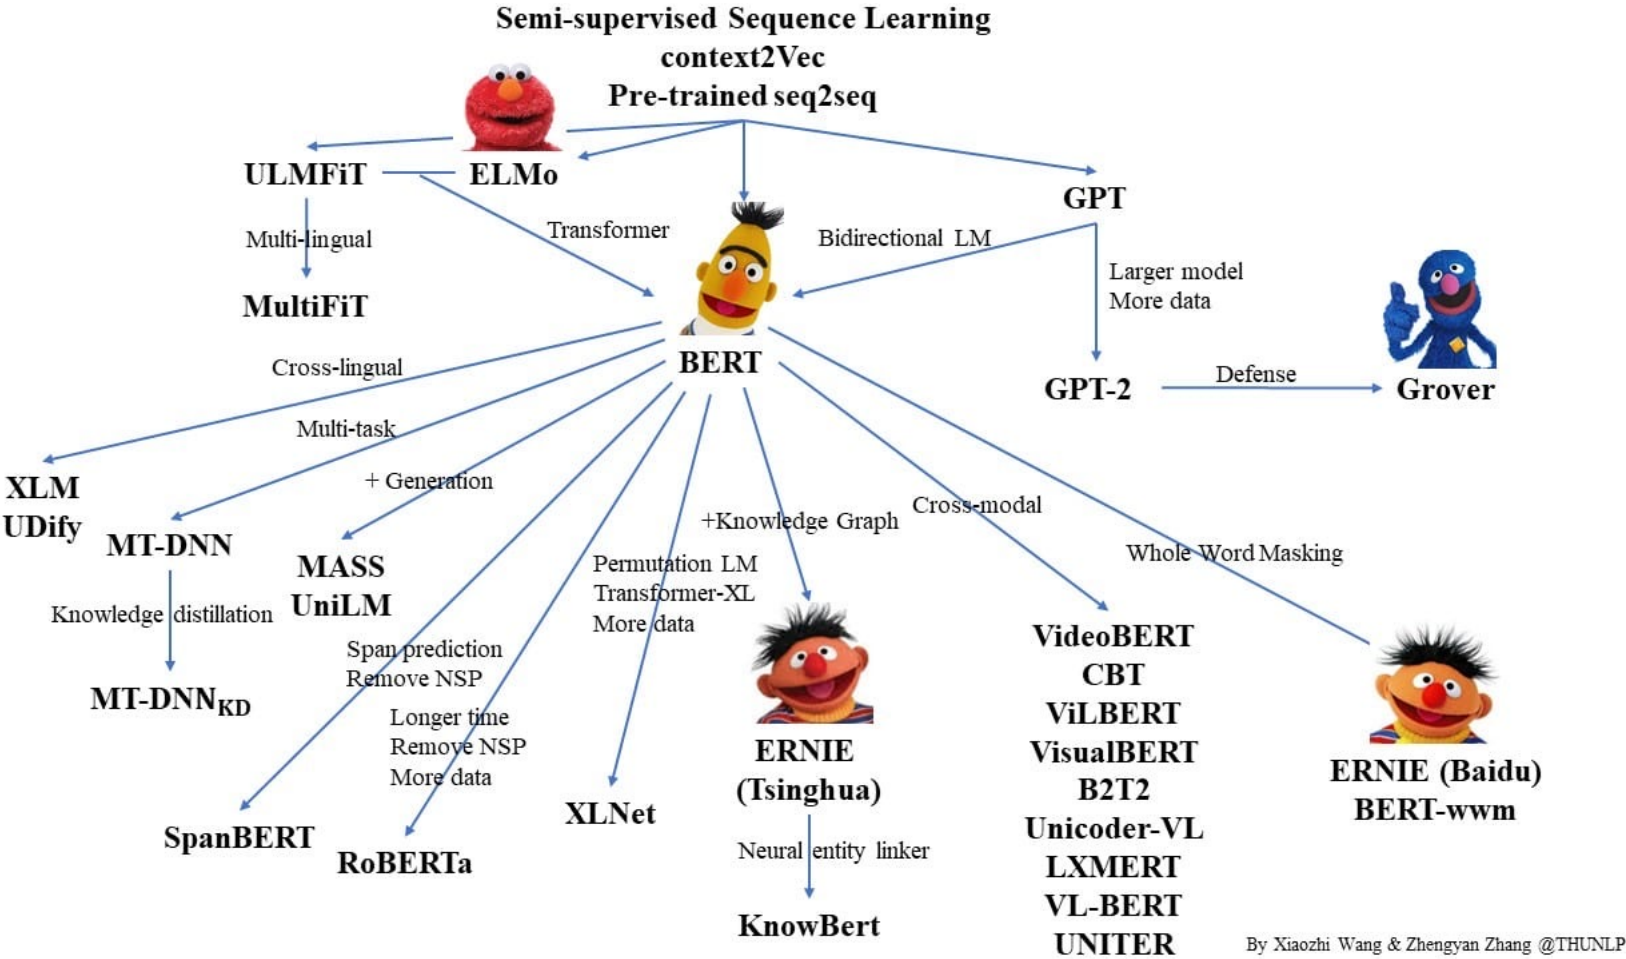 Semi-supervised Sequence Learning
context2Vec
Pre-trained seq2seq
ULMFiT
ELMo
GPT
Multi-lingual
Transformer
Bidirectional LM
Larger model
More data
MultiFiT
BERT
GPT-2
Defense
Grover
Cross-lingual
Multi-task
+ Generation
+Knowledge Graph
Cross-modal
Whole Word Masking
XLM
UDify
MT-DNN
MASS
UniLM
Knowledge distillation
MT-DNNKD
Permutation LM
Transformer-XL
More data
Span prediction
Remove NSP
Longer time
Remove NSP
More data
SpanBERT
RoBERTa
XLNet
ERNIE
(Tsinghua)
Neural entity linker
KnowBert
VideoBERT
CBT
ViLBERT
VisualBERT
B2T2
Unicoder-VL
LXMERT
VL-BERT
UNITER
ERNIE (Baidu)
BERT-wwm
By Xiaozhi Wang & Zhengyan Zhang @THUNLP